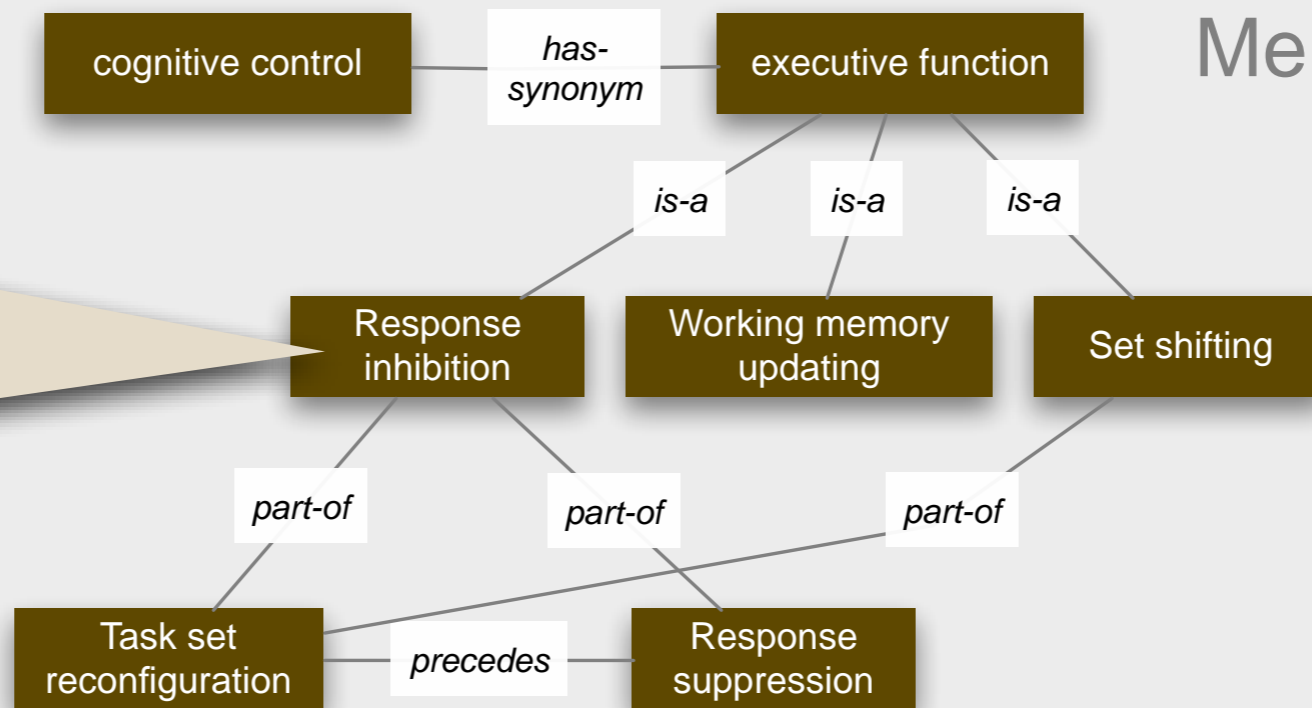 cognitive control
has-
synonym
executive function
Me
is-a
is-a
is-a
Response
inhibition
Working memory
updating
Set shifting
part-of
part-of
part-of
Task set
reconfiguration
precedes
Response
suppression